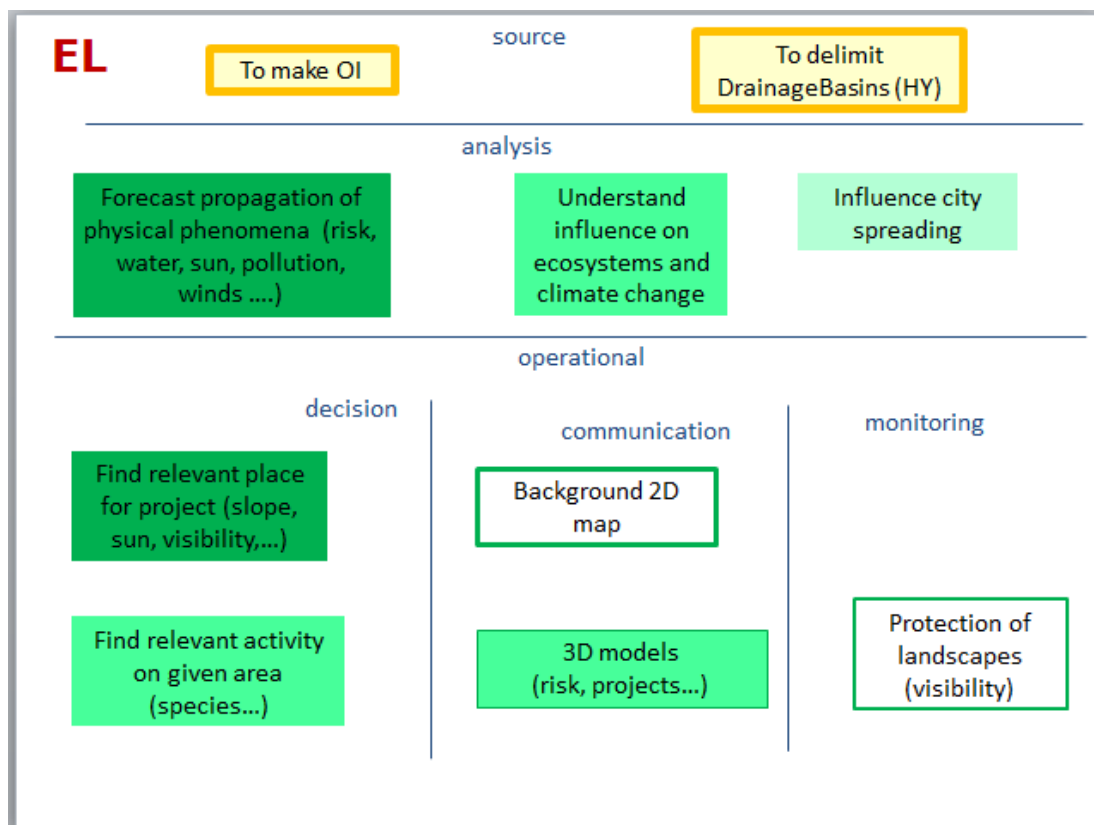 EL
source
To make OI
To delimit
DrainageBasins (HY)
analysis
Forecast propagation of
physical phenomena (risk,
water, sun, pollution,
winds ....)
Understand
influence on
ecosystems and
climate change
Influence city
spreading
operational
decision
communication
monitoring
Find relevant place
for project (slope,
sun, visibility,...)
Background 2D
map
Find relevant activity
on given area
(species...)
3D models
(risk, projects...)
Protection of
landscapes
(visibility)